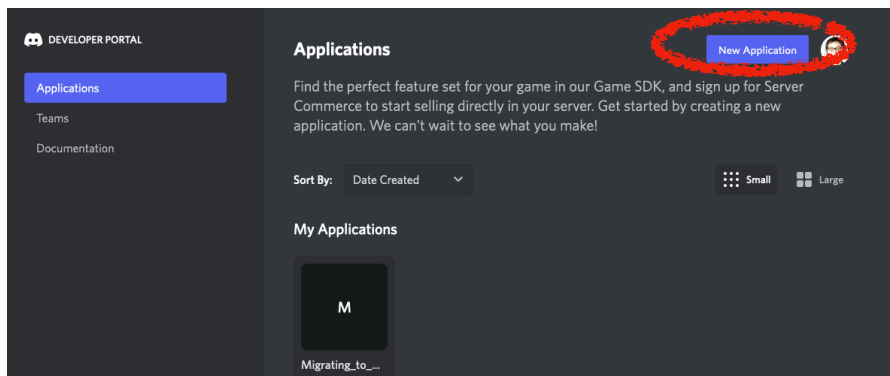 DEVELOPER PORTAL
Applications
Teams
Documentation
Applications
New Application
Find the perfect feature set for your game in our Game SDK, and sign up for Server
Commerce to start selling directly in your server. Get started by creating a new
application. We can't wait to see what you make!
Sort By: Date Created
Small
Large
My Applications
M
Migrating_to_...